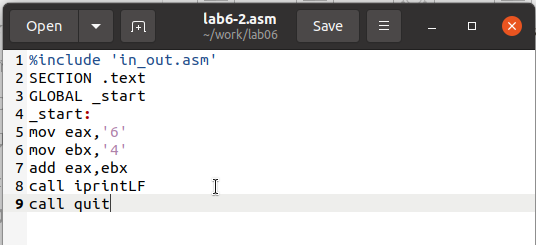 Open
lab6-2.asm
~/work/lab06
Save
1 %include 'in_out.asm'
2 SECTION .text
3 GLOBAL _start
4 _start:
5 mov eax,'6'
6 mov ebx,'4'
7 add eax,ebx
8 call iprintLF
9 call quit